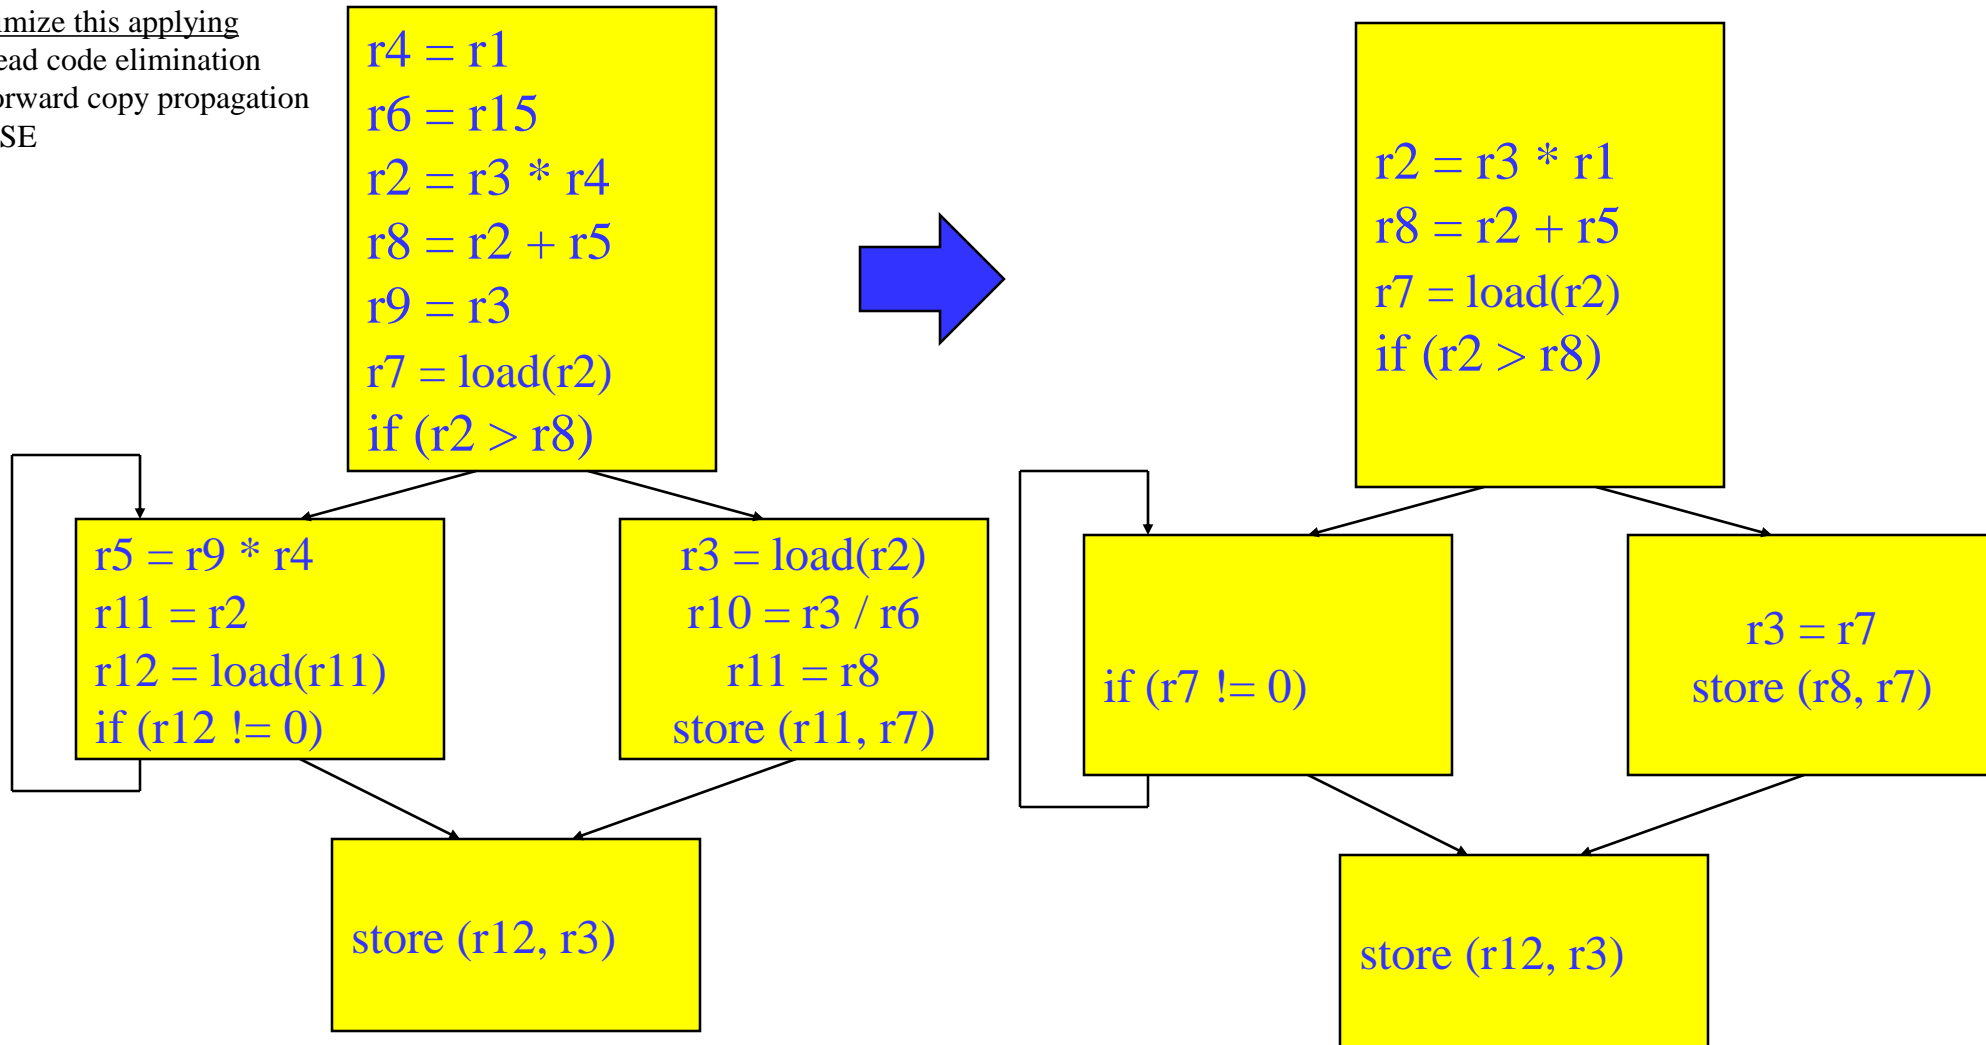 imize this applying
ead code elimination
orward copy propagation
SE
r4 = r1
r6 = r15
r2 = r3 * r4
r8 = r2 + r5
r9 = r3
r7 = load(r2)
if (r2 > r8)
r5 = r9 * r4
r11 = r2
r12 = load(r11)
if (r12 != 0)
r3 = load(r2)
r10 = r3 / r6
r11 = r8
store (r11, r7)
store (r12, r3)
r2 = r3 * r1
r8 = r2 + r5
r7 = load(r2)
if (r2 > r8)
if (r7 != 0)
r3 = r7
store (r8, r7)
store (r12, r3)